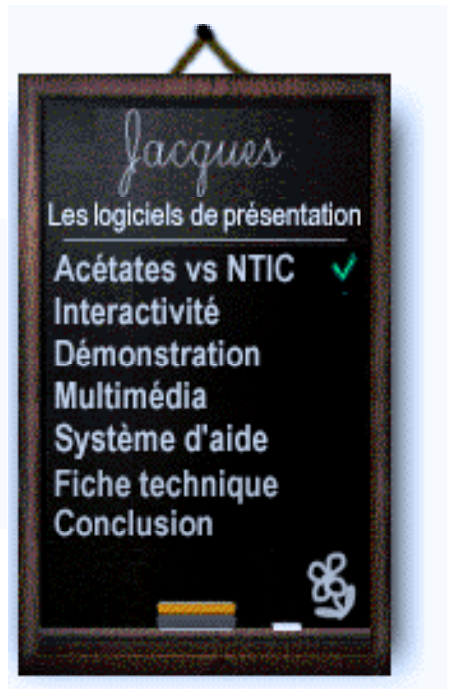 Jacques
Les logiciels de présentation
Acétates vs NTIC
Interactivité
Démonstration
Multimédia
Système d'aide
Fiche technique
Conclusion